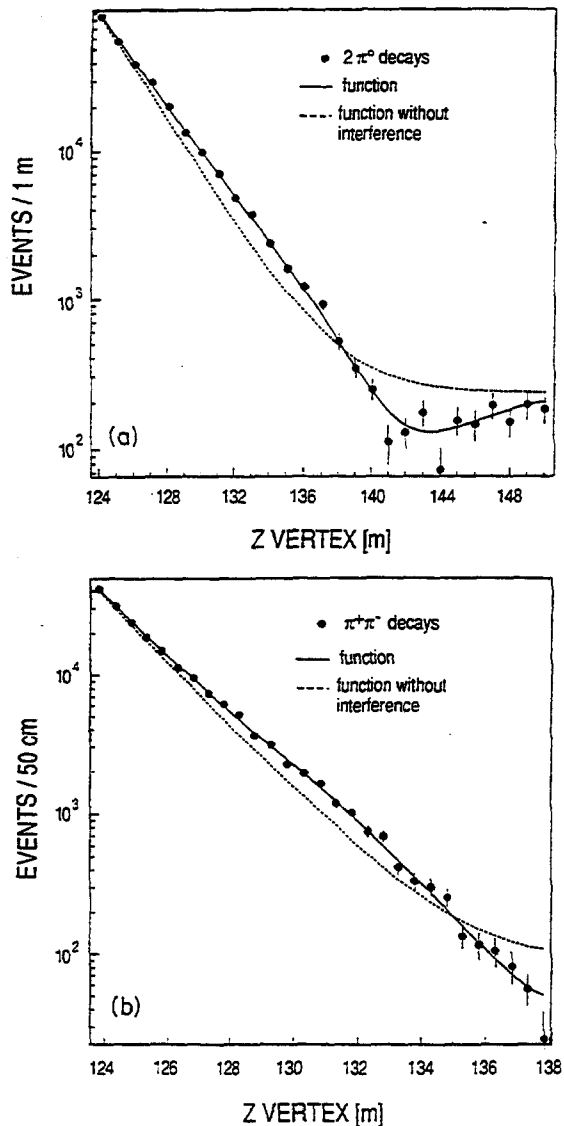 2 π° decays
function
function without
interference
EVENTS / 1 m
10⁴
10³
10²
(a)
124 128 132 136 140 144 148
Z VERTEX [m]
π⁺π⁻ decays
function
function without
interference
EVENTS / 50 cm
10⁴
10³
10²
(b)
124 126 128 130 132 134 136 138
Z VERTEX [m]